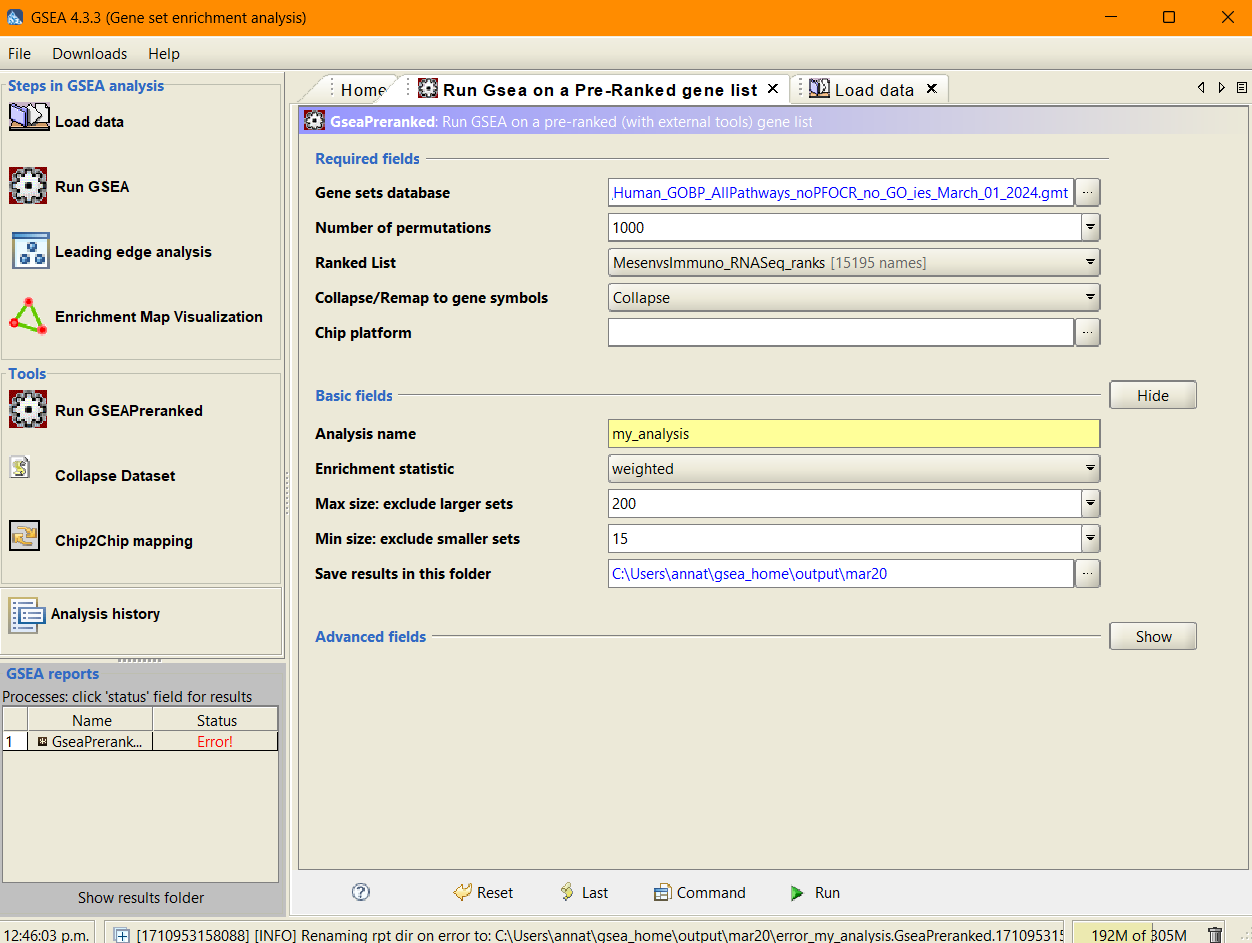 GSEA 4.3.3 (Gene set enrichment analysis)
File Downloads Help
Steps in GSEA analysis
Load data
Run GSEA
Leading edge analysis
Enrichment Map Visualization
Tools
Run GSEAPreranked
Collapse Dataset
Chip2Chip mapping
Analysis history
GSEA reports
Processes: click 'status' field for results
Name Status
1 GseaPrerank... Error!
Show results folder
Home Run Gsea on a Pre-Ranked gene list Load data
GseaPreranked: Run GSEA on a pre-ranked (with external tools) gene list
Required fields
Gene sets database Human_GOBP_AllPathways_noPFOCR_no_GO_ies_March_01_2024.gmt ...
Number of permutations 1000
Ranked List MesenvsImmuno_RNASeq_ranks [15195 names]
Collapse/Remap to gene symbols Collapse
Chip platform ...
Basic fields Hide
Analysis name my_analysis
Enrichment statistic weighted
Max size: exclude larger sets 200
Min size: exclude smaller sets 15
Save results in this folder C:\Users\annat\gsea_home\output\mar20 ...
Advanced fields Show
? Reset Last Command Run
12:46:03 p.m. [1710953158088] [INFO] Renaming rpt dir on error to: C:\Users\annat\gsea_home\output\mar20\error_my_analysis.GseaPreranked.17109531 192M of 305M